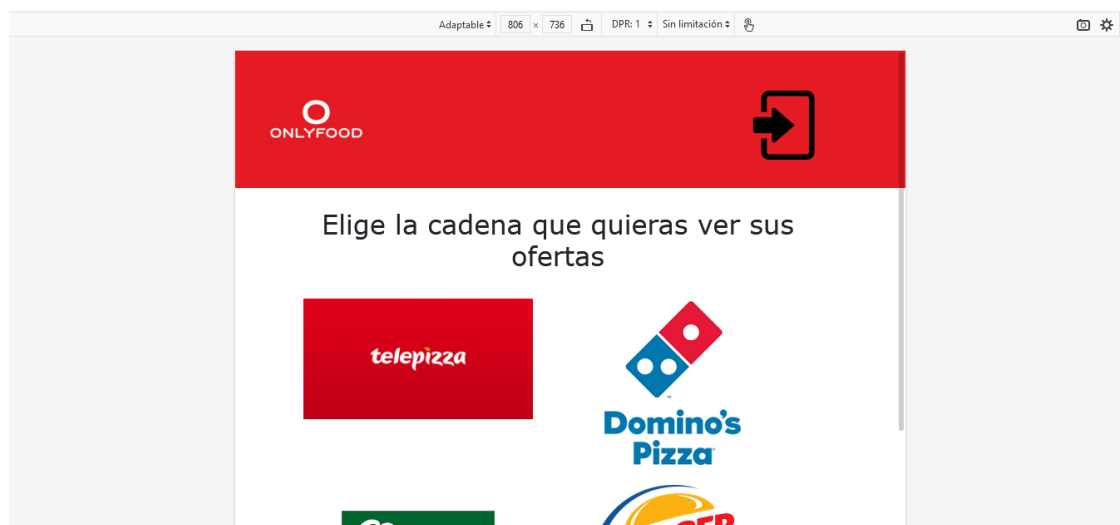 Adaptable 806 × 736 DPR: 1 Sin limitación
ONLYFOOD
Elige la cadena que quieras ver sus
ofertas
telepizza
Domino's
Pizza